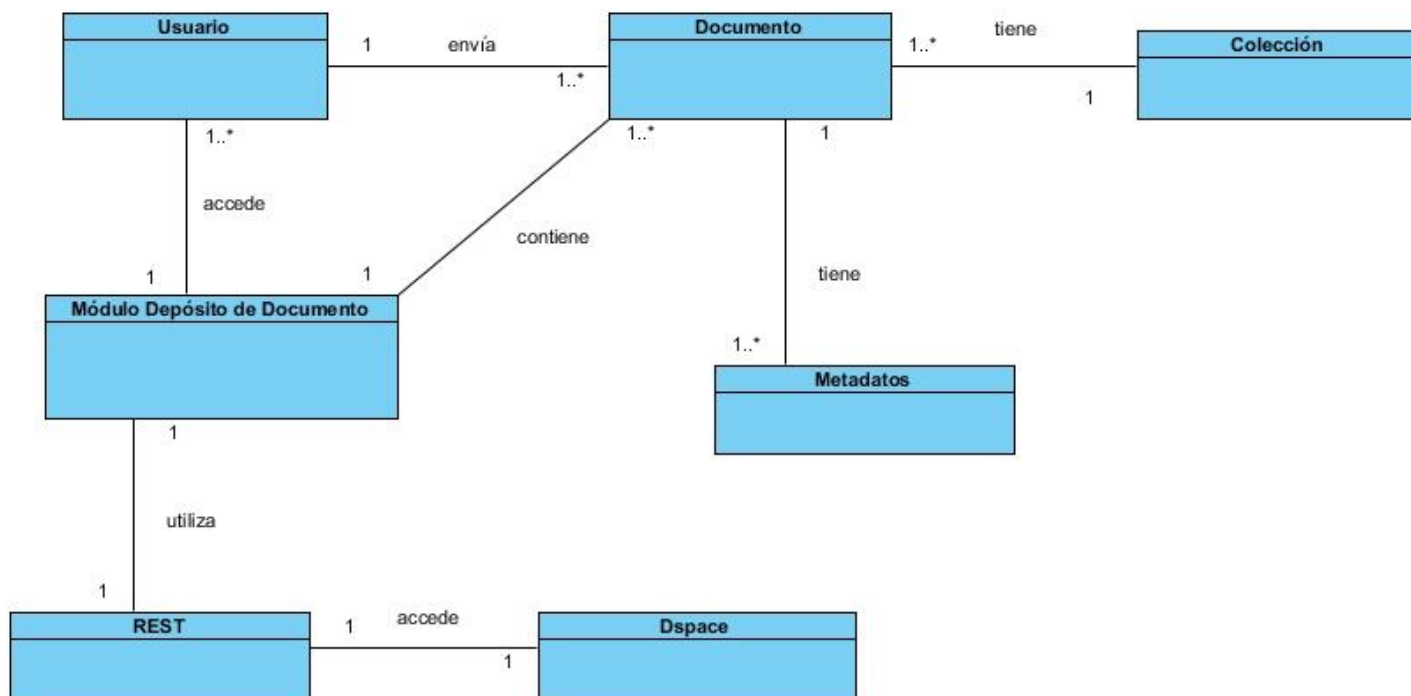 Usuario
1
envía
1..*
Documento
1..*
tiene
1
Colección
1..*
accede
1
1
contiene
1..*
1
tiene
1..*
Módulo Depósito de Documento
Metadatos
1
utiliza
1
REST
1
accede
1
Dspace